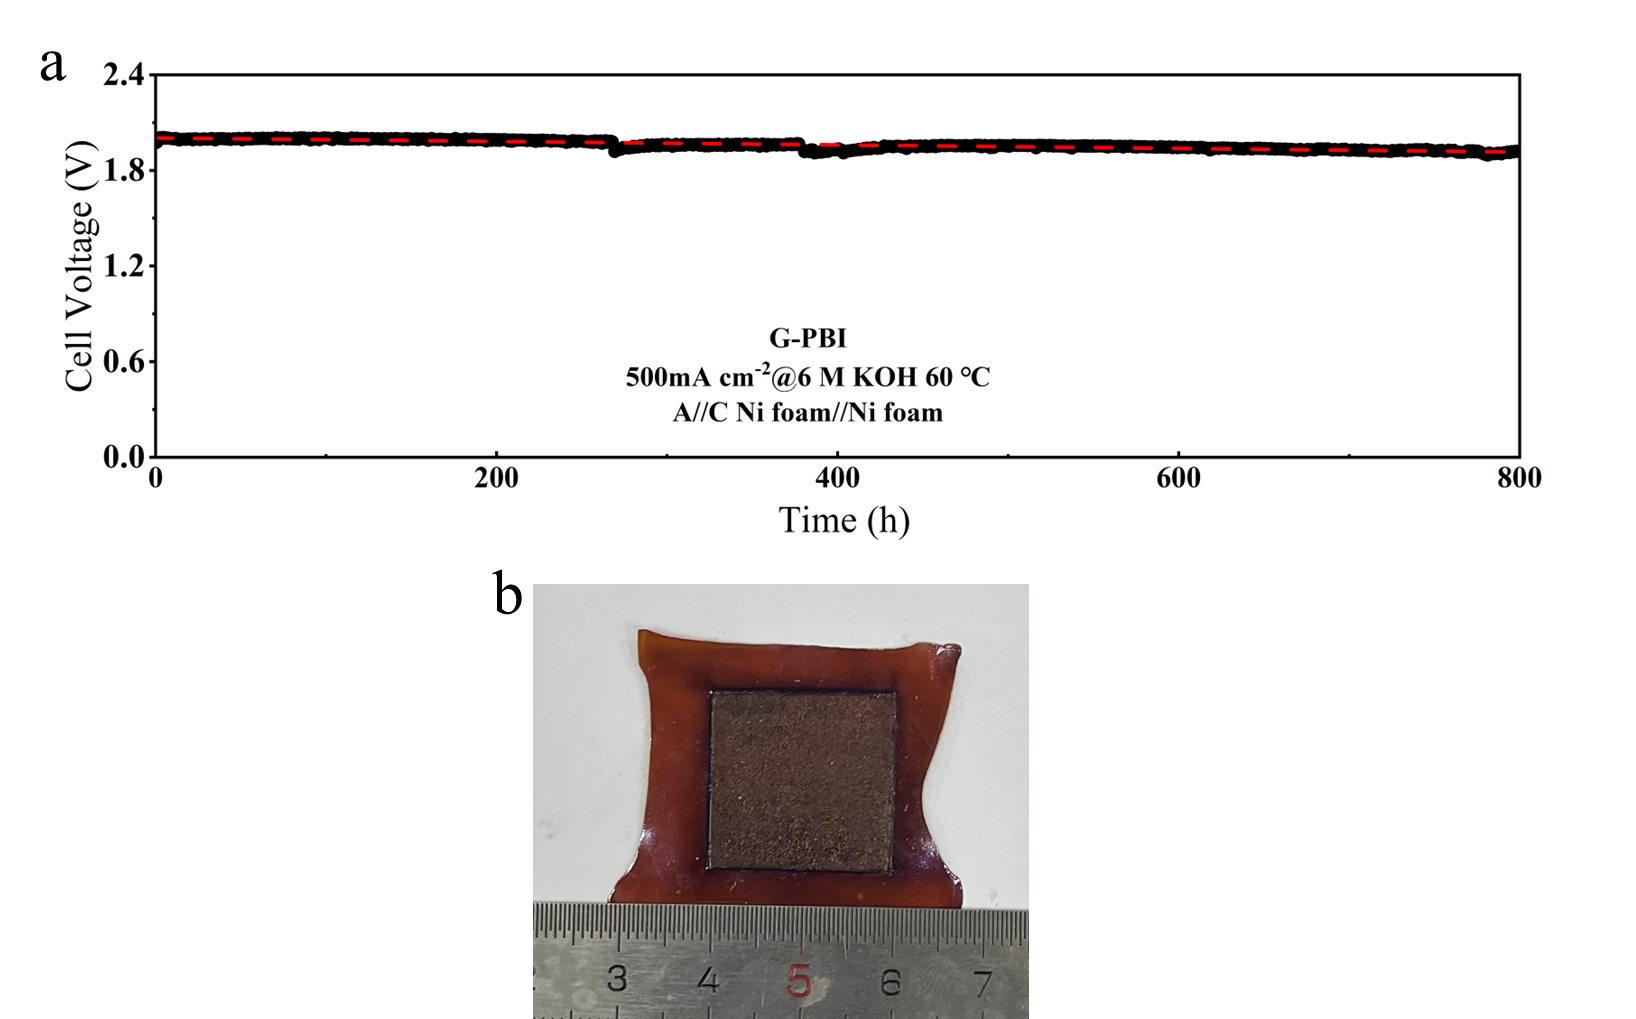 a
2.4
1.8
1.2
0.6
0.0
Cell Voltage (V)
G-PBI
500mA cm-2@6 M KOH 60 ℃
A//C Ni foam//Ni foam
0 200 400 600 800
Time (h)
b
3 4 5 6 7